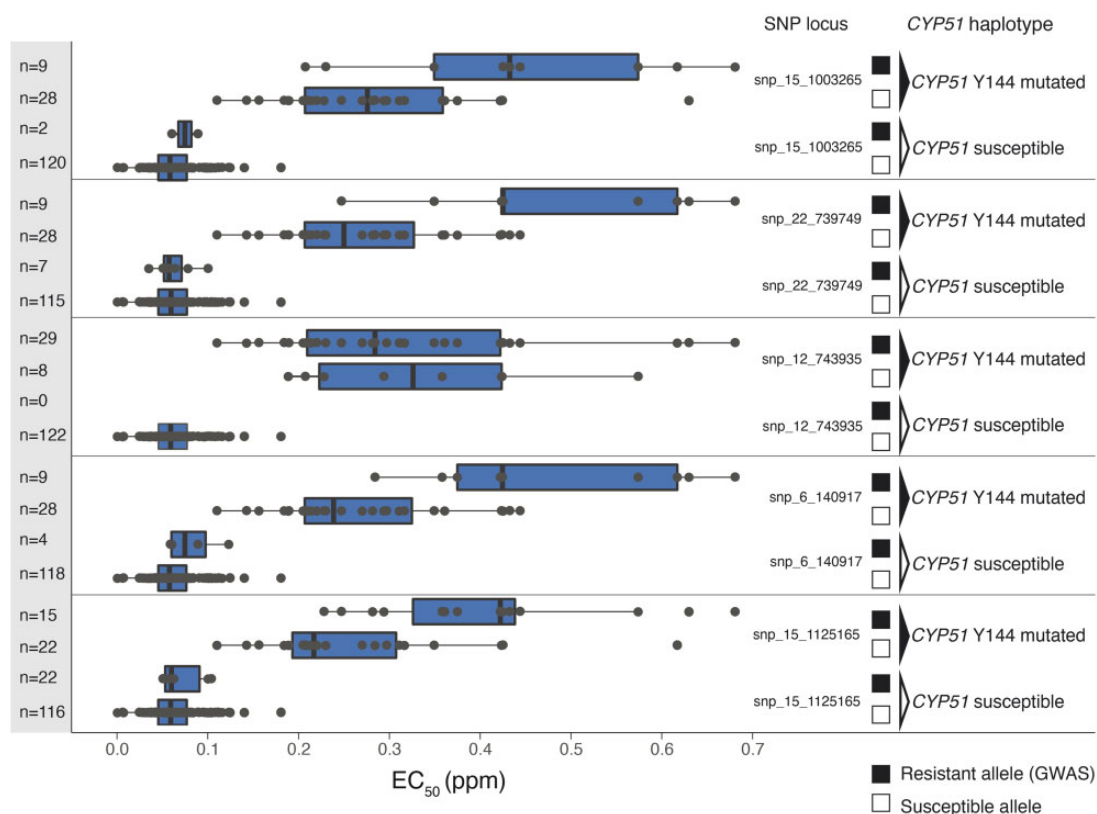 SNP locus CYP51 haplotype
n=9
snp_15_1003265 CYP51 Y144 mutated
n=28
n=2
snp_15_1003265 CYP51 susceptible
n=120
n=9
snp_22_739749 CYP51 Y144 mutated
n=28
n=7
snp_22_739749 CYP51 susceptible
n=115
n=29
snp_12_743935 CYP51 Y144 mutated
n=8
n=0
snp_12_743935 CYP51 susceptible
n=122
n=9
snp_6_140917 CYP51 Y144 mutated
n=28
n=4
snp_6_140917 CYP51 susceptible
n=118
n=15
snp_15_1125165 CYP51 Y144 mutated
n=22
n=22
snp_15_1125165 CYP51 susceptible
n=116
0.0 0.1 0.2 0.3 0.4 0.5 0.6 0.7
EC50 (ppm)
Resistant allele (GWAS)
Susceptible allele